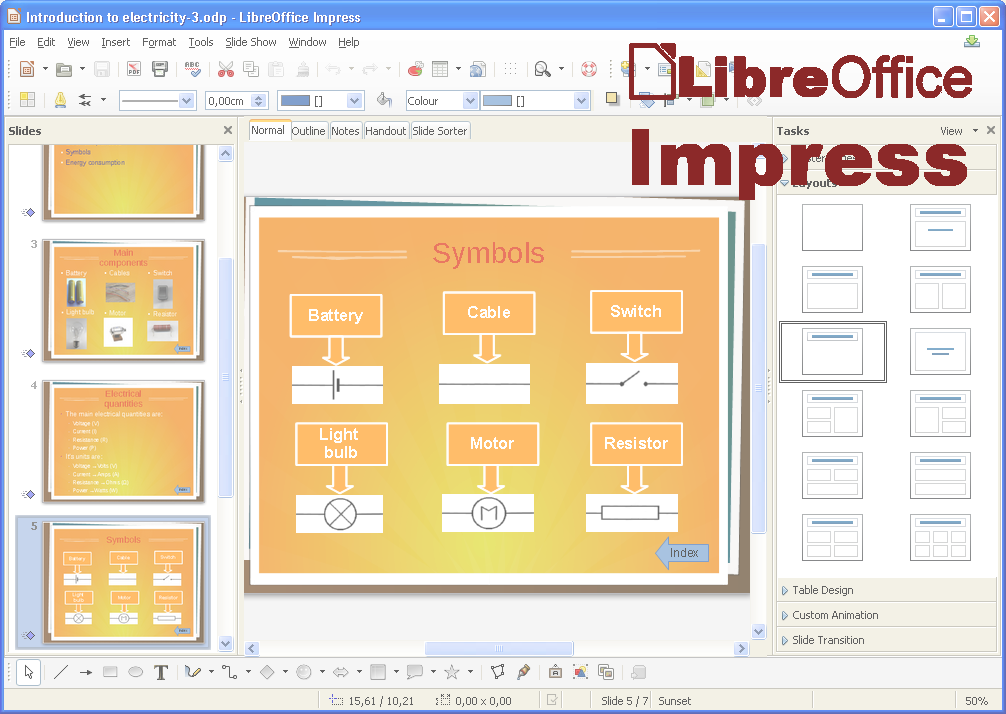 Introduction to electricity-3.odp - LibreOffice Impress
File Edit View Insert Format Tools Slide Show Window Help
LibreOffice
Impress
0,00cm
Colour
Slides
Normal Outline Notes Handout Slide Sorter
Tasks
View
Layouts
Symbols
Energy consumption
3
Main
components
• Battery • Cables • Switch
• Light bulb • Motor • Resistor
4
Electrical
quantities
The main electrical quantities are:
Voltage (V)
Current (I)
Resistance (R)
Power (P)
It's units are:
Voltage →Volts (V)
Current →Amps (A)
Resistance →Ohms (Ω)
Power →Watts (W)
5
Symbols
Battery Cable Switch
Light
bulb
Motor Resistor
Symbols
Battery
Cable
Switch
Light
bulb
Motor
M
Resistor
Index
Table Design
Custom Animation
Slide Transition
15,61 / 10,21
0,00 x 0,00
Slide 5 / 7
Sunset
50%